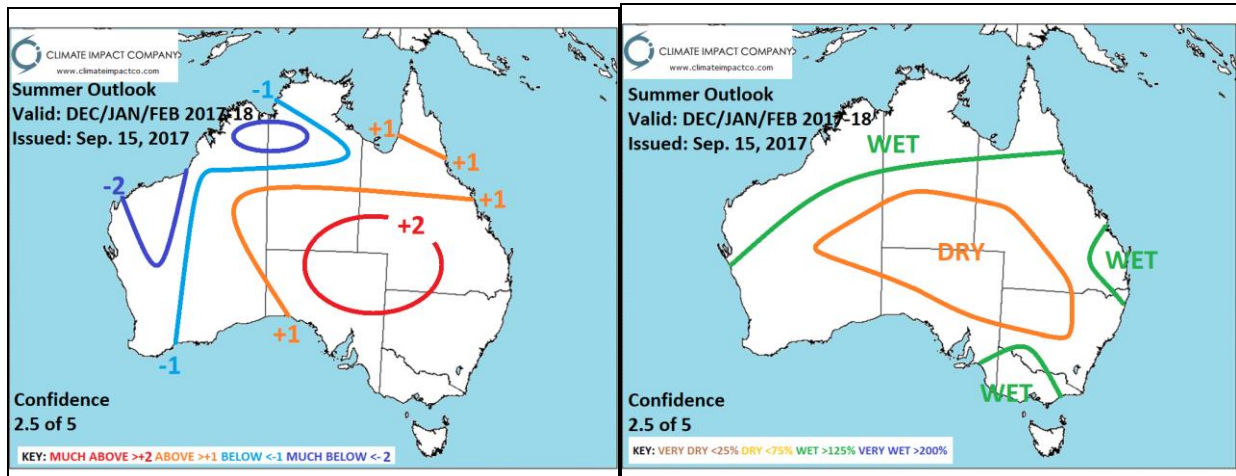 CLIMATE IMPACT COMPANY
www.climateimpactco.com
Summer Outlook
Valid: DEC/JAN/FEB 2017-18
Issued: Sep. 15, 2017
-1
+1
+1
-2
+1
+2
+1
-1
Confidence
2.5 of 5
KEY: MUCH ABOVE >+2 ABOVE >+1 BELOW <-1 MUCH BELOW <-2
CLIMATE IMPACT COMPANY
www.climateimpactco.com
Summer Outlook
Valid: DEC/JAN/FEB 2017-18
Issued: Sep. 15, 2017
WET
DRY
WET
WET
Confidence
2.5 of 5
KEY: VERY DRY <25% DRY <75% WET >125% VERY WET >200%